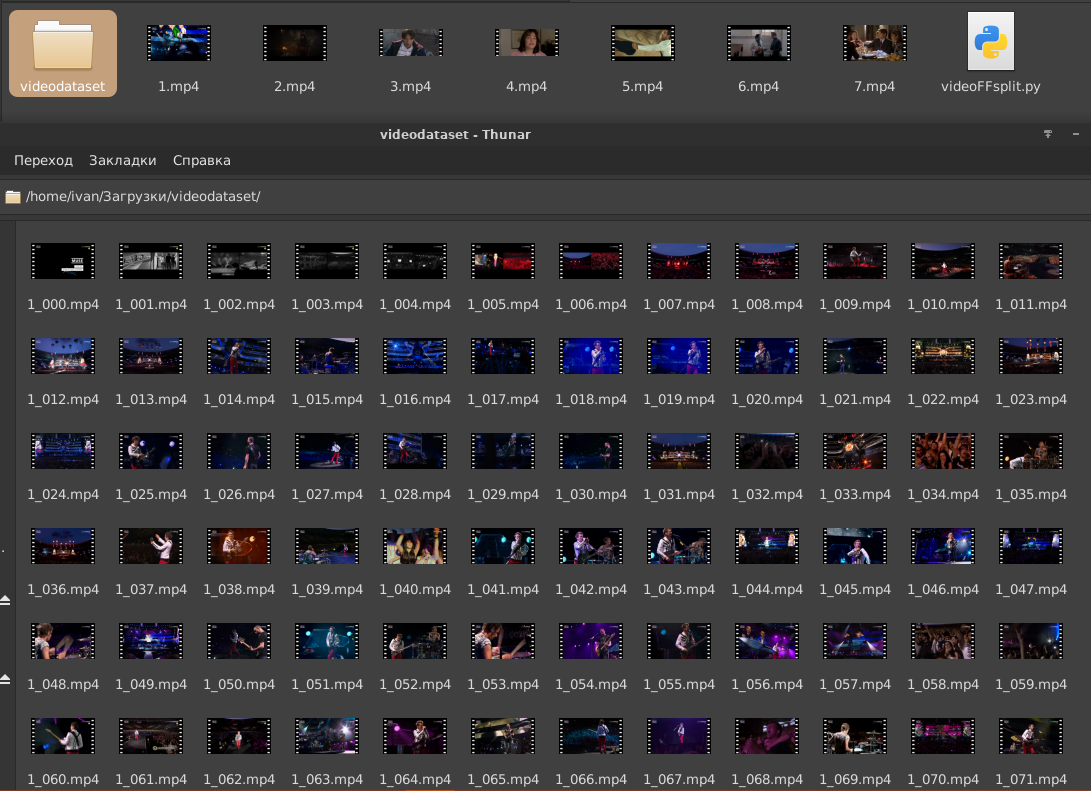 videodataset 1.mp4 2.mp4 3.mp4 4.mp4 5.mp4 6.mp4 7.mp4 videoFFsplit.py
videodataset - Thunar
Переход Закладки Справка
/home/ivan/Загрузки/videodataset/
1_000.mp4 1_001.mp4 1_002.mp4 1_003.mp4 1_004.mp4 1_005.mp4 1_006.mp4 1_007.mp4 1_008.mp4 1_009.mp4 1_010.mp4 1_011.mp4
1_012.mp4 1_013.mp4 1_014.mp4 1_015.mp4 1_016.mp4 1_017.mp4 1_018.mp4 1_019.mp4 1_020.mp4 1_021.mp4 1_022.mp4 1_023.mp4
1_024.mp4 1_025.mp4 1_026.mp4 1_027.mp4 1_028.mp4 1_029.mp4 1_030.mp4 1_031.mp4 1_032.mp4 1_033.mp4 1_034.mp4 1_035.mp4
1_036.mp4 1_037.mp4 1_038.mp4 1_039.mp4 1_040.mp4 1_041.mp4 1_042.mp4 1_043.mp4 1_044.mp4 1_045.mp4 1_046.mp4 1_047.mp4
1_048.mp4 1_049.mp4 1_050.mp4 1_051.mp4 1_052.mp4 1_053.mp4 1_054.mp4 1_055.mp4 1_056.mp4 1_057.mp4 1_058.mp4 1_059.mp4
1_060.mp4 1_061.mp4 1_062.mp4 1_063.mp4 1_064.mp4 1_065.mp4 1_066.mp4 1_067.mp4 1_068.mp4 1_069.mp4 1_070.mp4 1_071.mp4